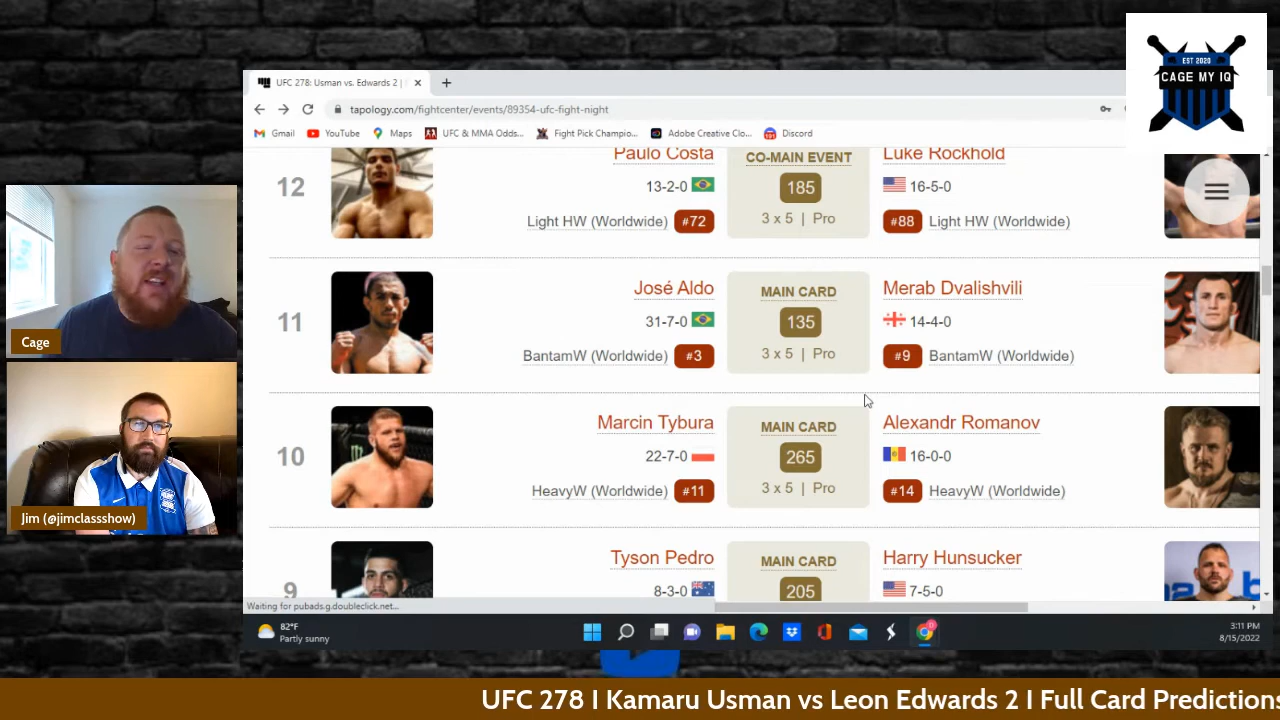 EST 2020
CAGE MY IQ
UFC 278: Usman vs. Edwards 2 |
tapology.com/fightcenter/events/89354-ufc-fight-night
Gmail YouTube Maps UFC & MMA Odds... Fight Pick Champio... Adobe Creative Clo... Discord
12
Paulo Costa
13-2-0
Light HW (Worldwide) #72
CO-MAIN EVENT
185
3 x 5 | Pro
Luke Rockhold
16-5-0
#88 Light HW (Worldwide)
11
José Aldo
31-7-0
BantamW (Worldwide) #3
MAIN CARD
135
3 x 5 | Pro
Merab Dvalishvili
14-4-0
#9 BantamW (Worldwide)
10
Marcin Tybura
22-7-0
HeavyW (Worldwide) #11
MAIN CARD
265
3 x 5 | Pro
Alexandr Romanov
16-0-0
#14 HeavyW (Worldwide)
9
Tyson Pedro
8-3-0
MAIN CARD
205
Harry Hunsucker
7-5-0
Waiting for pubads.g.doubleclick.net...
82°F
Partly sunny
3:11 PM
8/15/2022
Cage
Jim (@jimclassshow)
UFC 278 I Kamaru Usman vs Leon Edwards 2 I Full Card Predictions